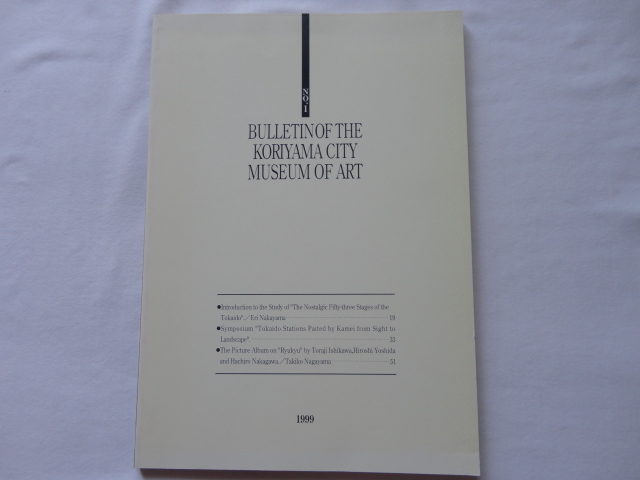 NO.1
BULLETIN OF THE
KORIYAMA CITY
MUSEUM OF ART
●Introduction to the Study of "The Nostalgic Fifty-three Stages of the
Tokaido".／Eri Nakayama
●Symposium "Tokaido Stations Paited by Kamei from Sight to
Landscape"
●The Picture Album on "Ryukyu" by Toraji Ishikawa,Hiroshi Yoshida
and Hachiro Nakagawa.／Takiko Nagayama 51
1999